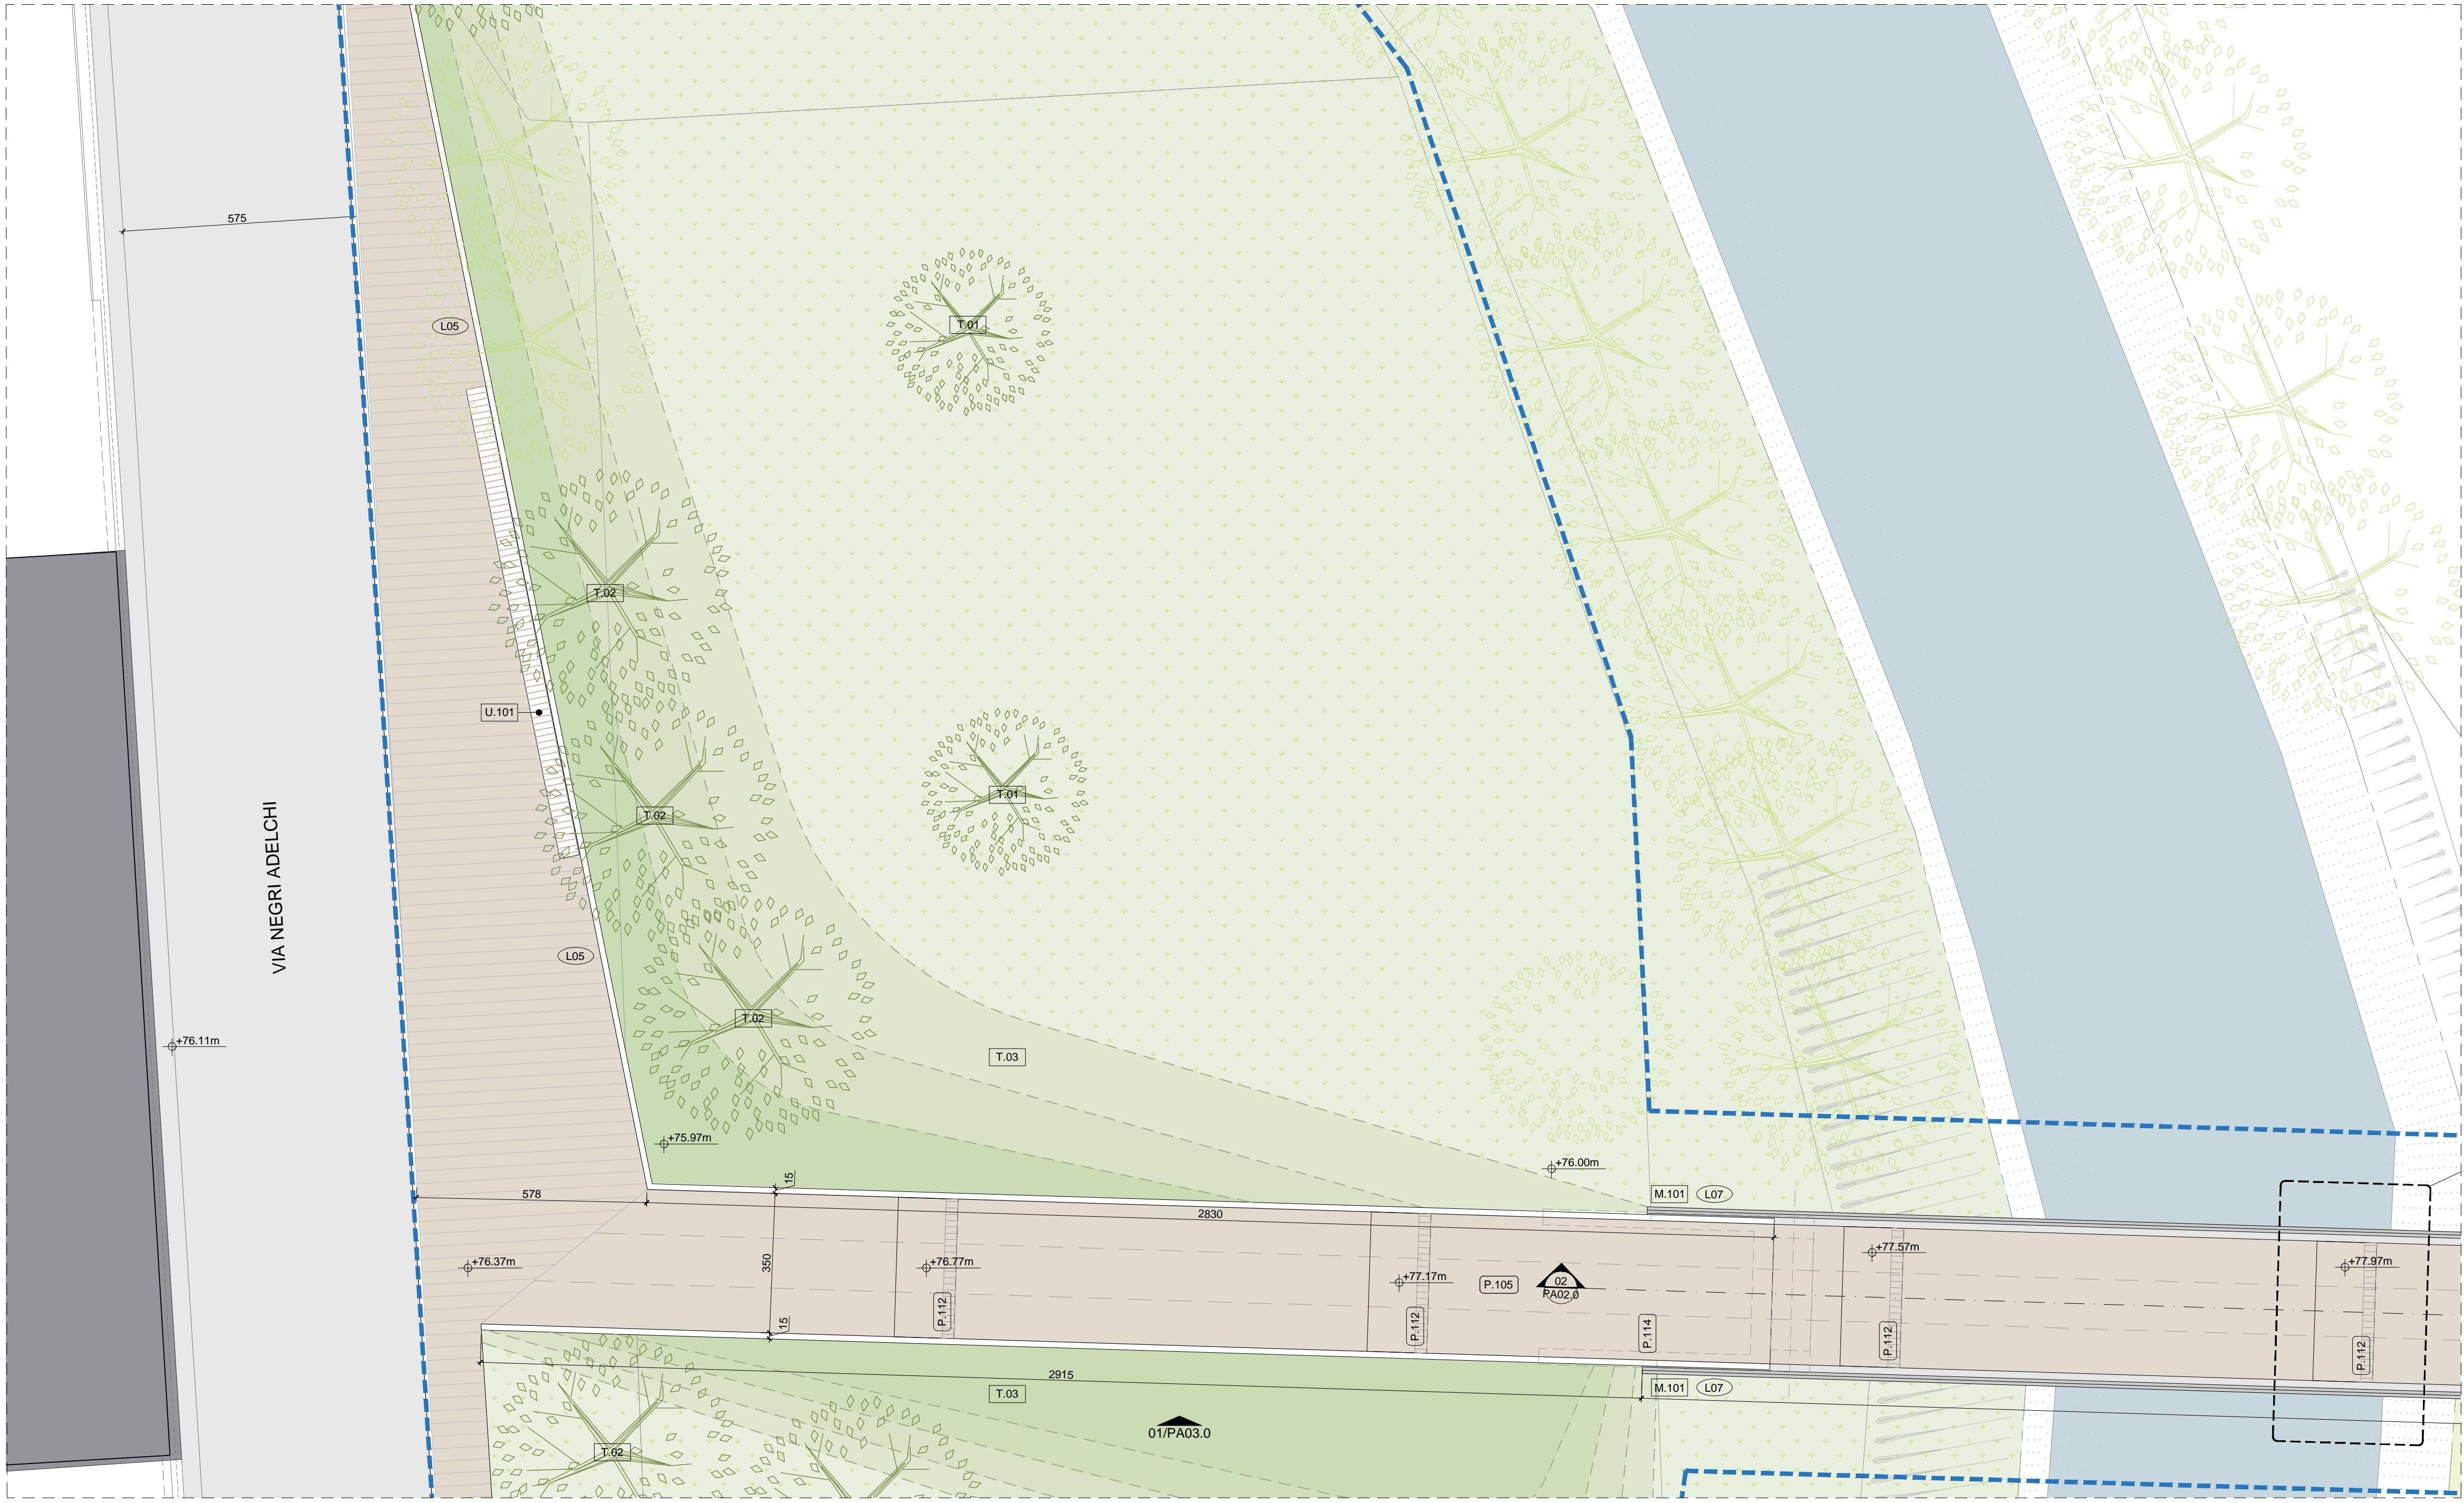 575
L05
T.01
T.02
U.101
T.01
T.02
VIA NEGRI ADELCHI
L05
T.02
+76.11m
T.03
+75.97m
+76.00m
15
578
M.101 L07
2830
350
+76.37m
+76.77m
+77.17m
P.105
02
PA02.0
+77.57m
+77.97m
P.112
15
P.112
P.114
P.112
P.112
2915
T.03
M.101 L07
01/PA03.0
T.02